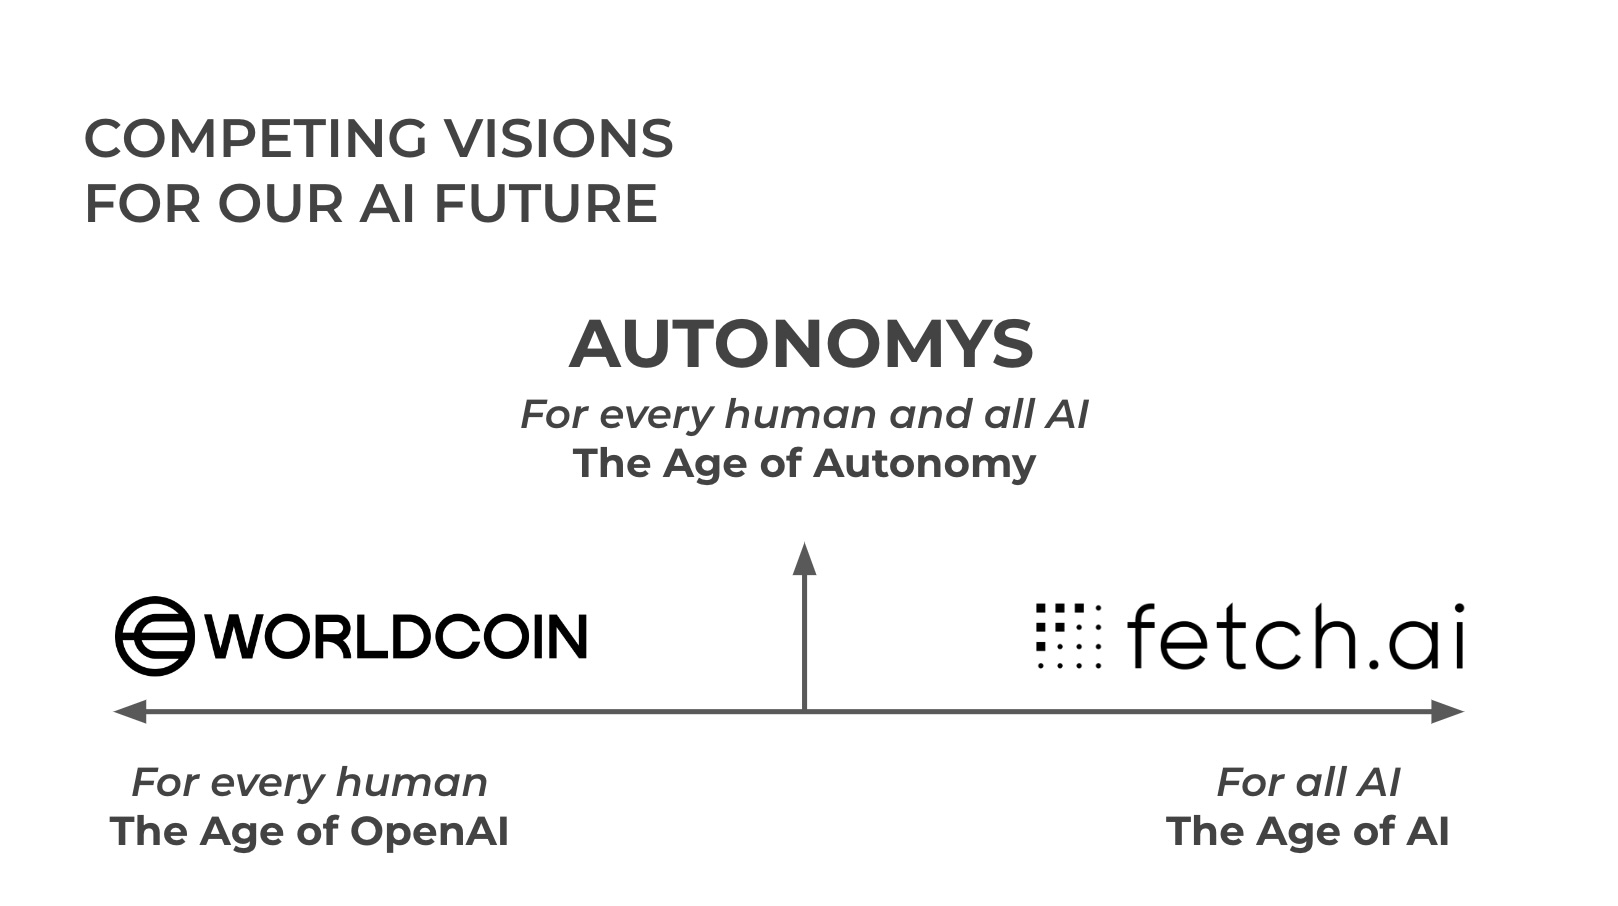 COMPETING VISIONS
FOR OUR AI FUTURE
AUTONOMYS
For every human and all AI
The Age of Autonomy
WORLDCOIN
fetch.ai
For every human
The Age of OpenAI
For all AI
The Age of AI